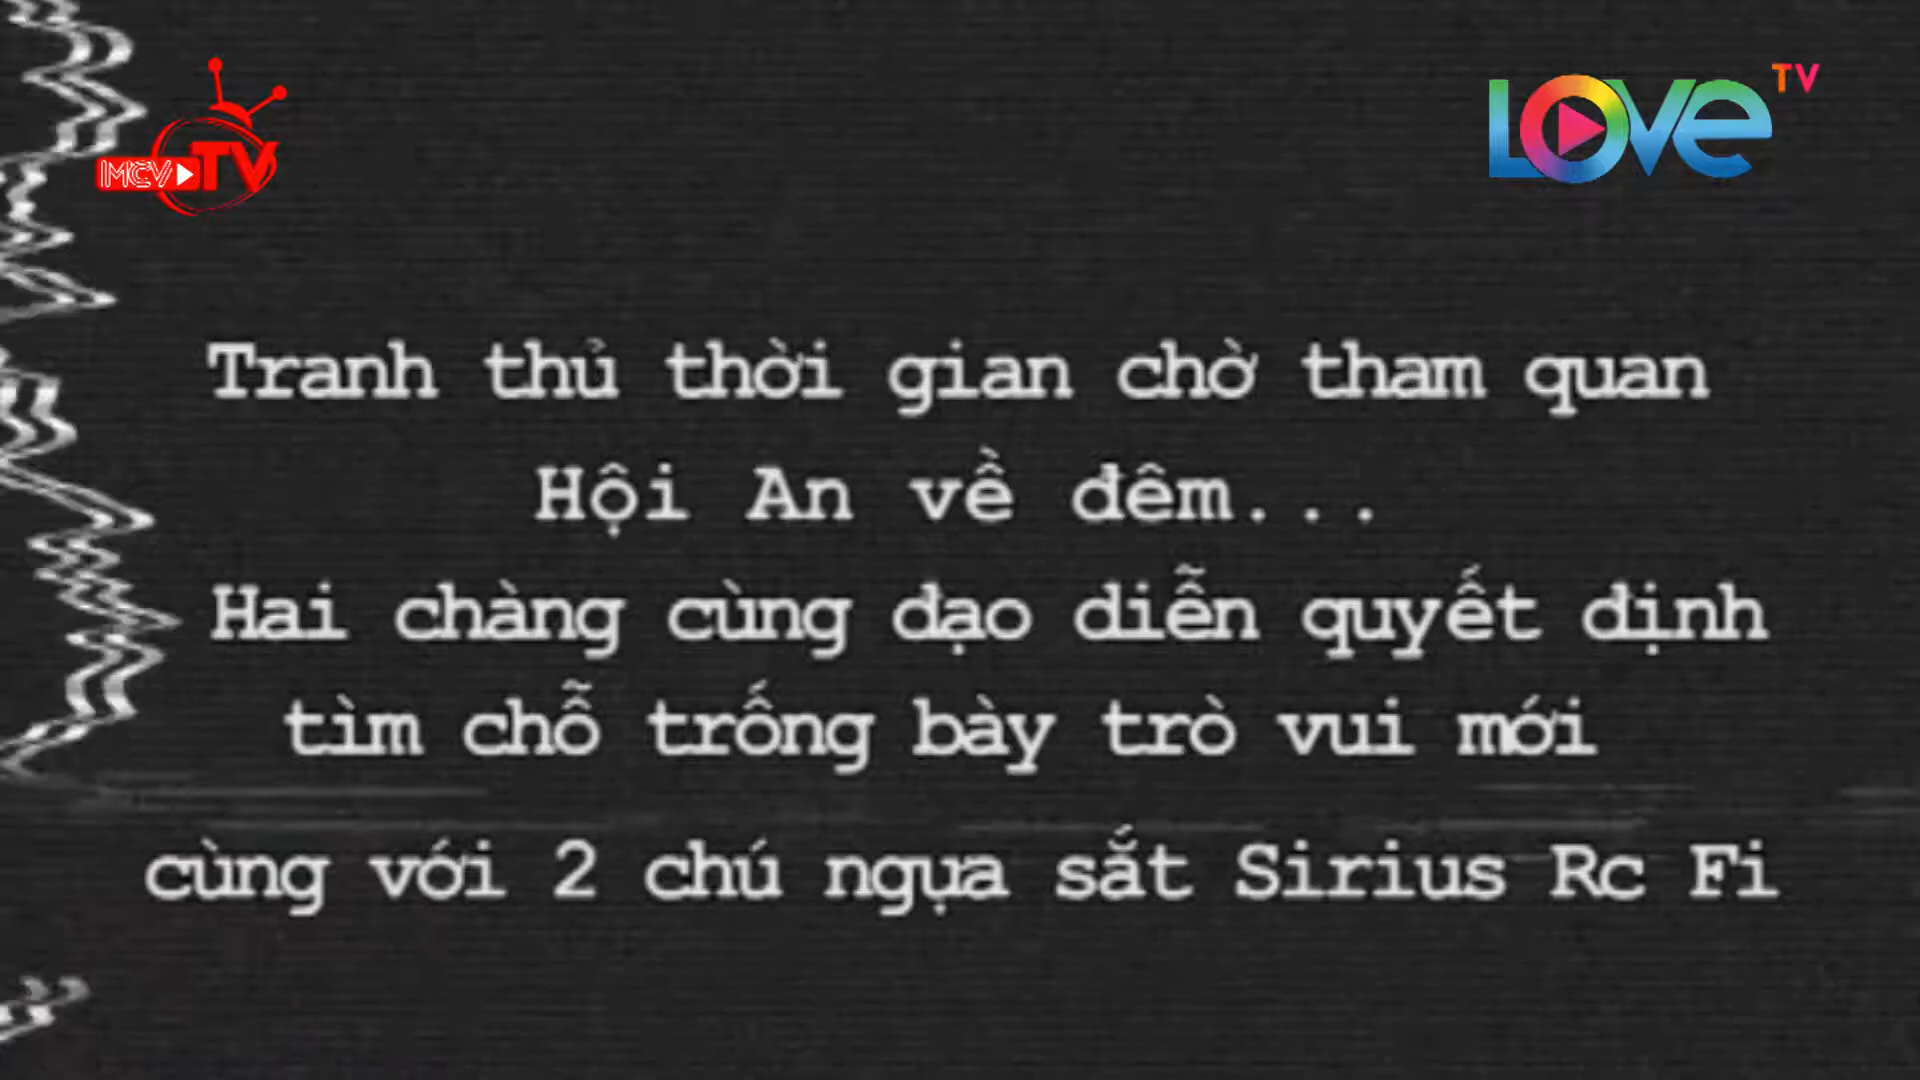 IMCV TV
LOVE TV
Tranh thủ thời gian chờ tham quan
Hội An về đêm...
Hai chàng cùng đạo diễn quyết định
tìm chỗ trống bày trò vui mới
cùng với 2 chú ngựa sắt Sirius Rc Fi